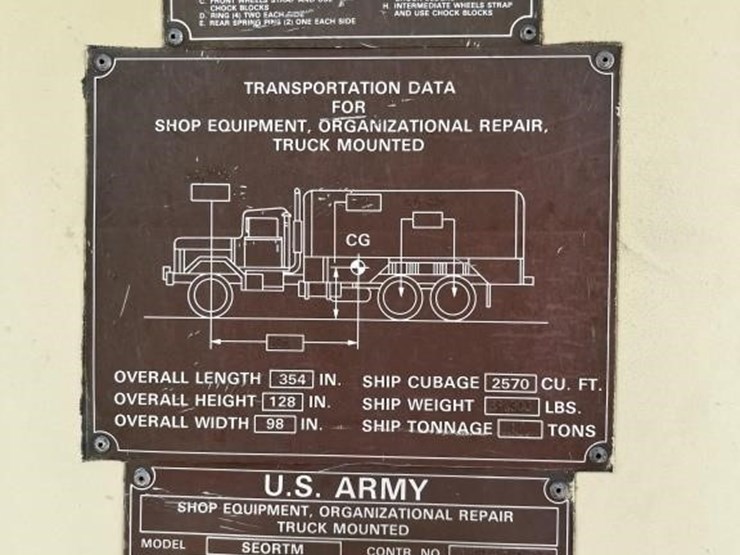 CHOCK BLOCKS
D. RING (4) TWO EACH SIDE
E. REAR SPRING PINS (2) ONE EACH SIDE
H. INTERMEDIATE WHEELS STRAP
AND USE CHOCK BLOCKS
TRANSPORTATION DATA
FOR
SHOP EQUIPMENT, ORGANIZATIONAL REPAIR,
TRUCK MOUNTED
CG
OVERALL LENGTH 354 IN.
OVERALL HEIGHT 128 IN.
OVERALL WIDTH 98 IN.
SHIP CUBAGE 2570 CU. FT.
SHIP WEIGHT LBS.
SHIP TONNAGE TONS
U.S. ARMY
SHOP EQUIPMENT, ORGANIZATIONAL REPAIR
TRUCK MOUNTED
MODEL SEORTM
CONTR. NO.